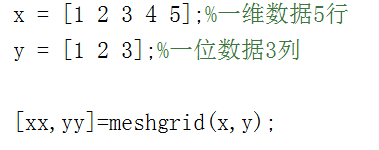 x = [1 2 3 4 5];%一维数据5行
y = [1 2 3];%一位数据3列
[xx,yy]=meshgrid(x,y);